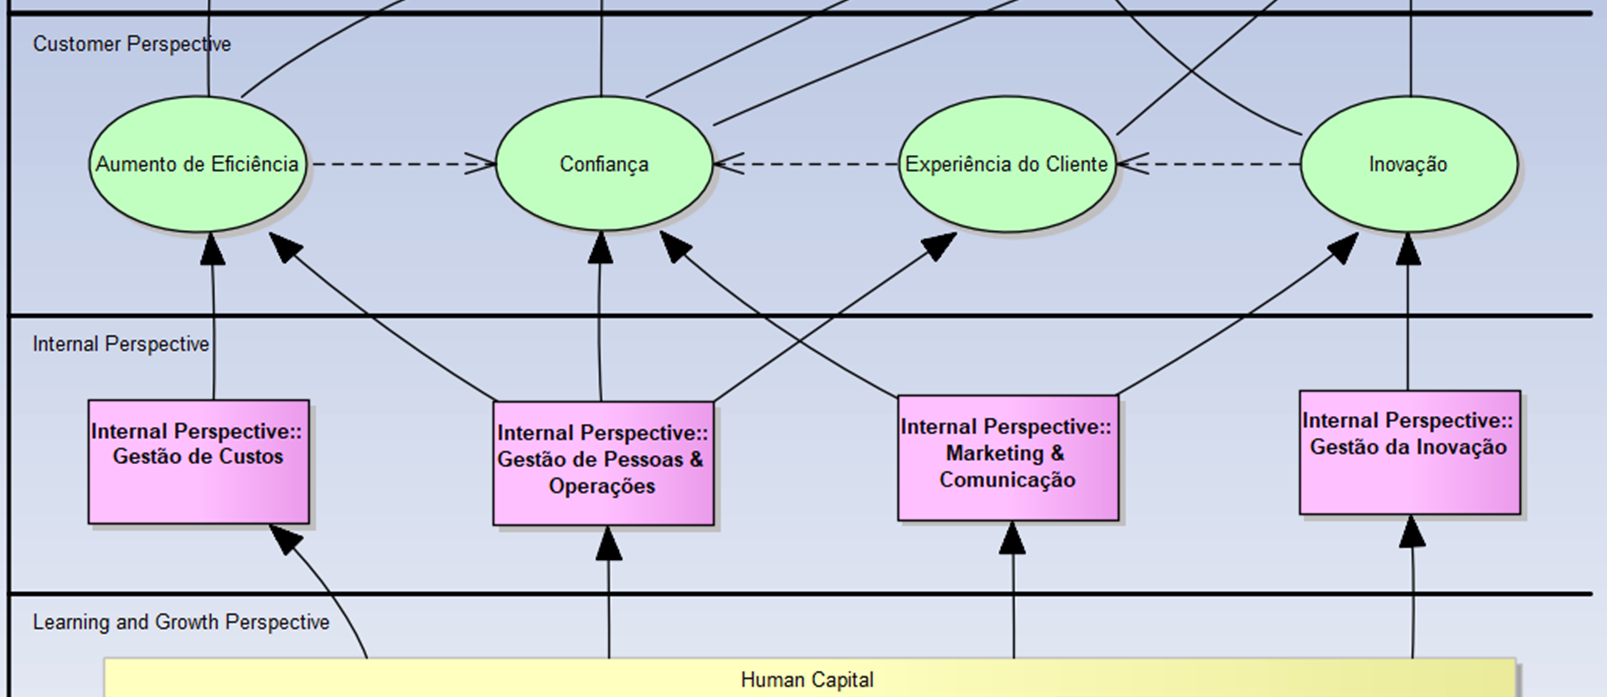 Customer Perspective
Aumento de Eficiência
Confiança
Experiência do Cliente
Inovação
Internal Perspective
Internal Perspective::
Gestão de Custos
Internal Perspective::
Gestão de Pessoas &
Operações
Internal Perspective::
Marketing &
Comunicação
Internal Perspective::
Gestão da Inovação
Learning and Growth Perspective
Human Capital